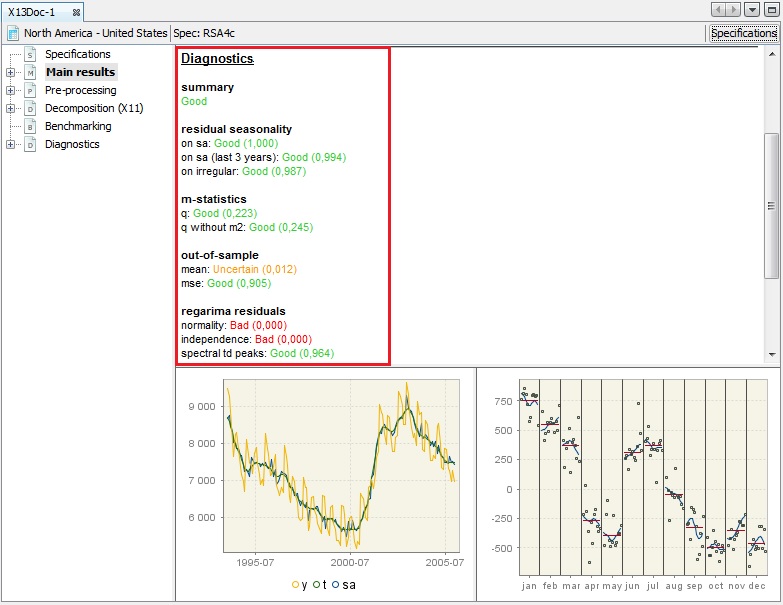 X13Doc-1
North America - United States
Spec: RSA4c
Specifications
S Specifications
M Main results
P Pre-processing
D Decomposition (X11)
B Benchmarking
D Diagnostics
Diagnostics
summary
Good
residual seasonality
on sa: Good (1,000)
on sa (last 3 years): Good (0,994)
on irregular: Good (0,987)
m-statistics
q: Good (0,223)
q without m2: Good (0,245)
out-of-sample
mean: Uncertain (0,012)
mse: Good (0,905)
regarima residuals
normality: Bad (0,000)
independence: Bad (0,000)
spectral td peaks: Good (0,964)
9 000
8 000
7 000
6 000
1995-07 2000-07 2005-07
y t sa
750
500
250
0
-250
-500
jan feb mar apr may jun jul aug sep oct nov dec